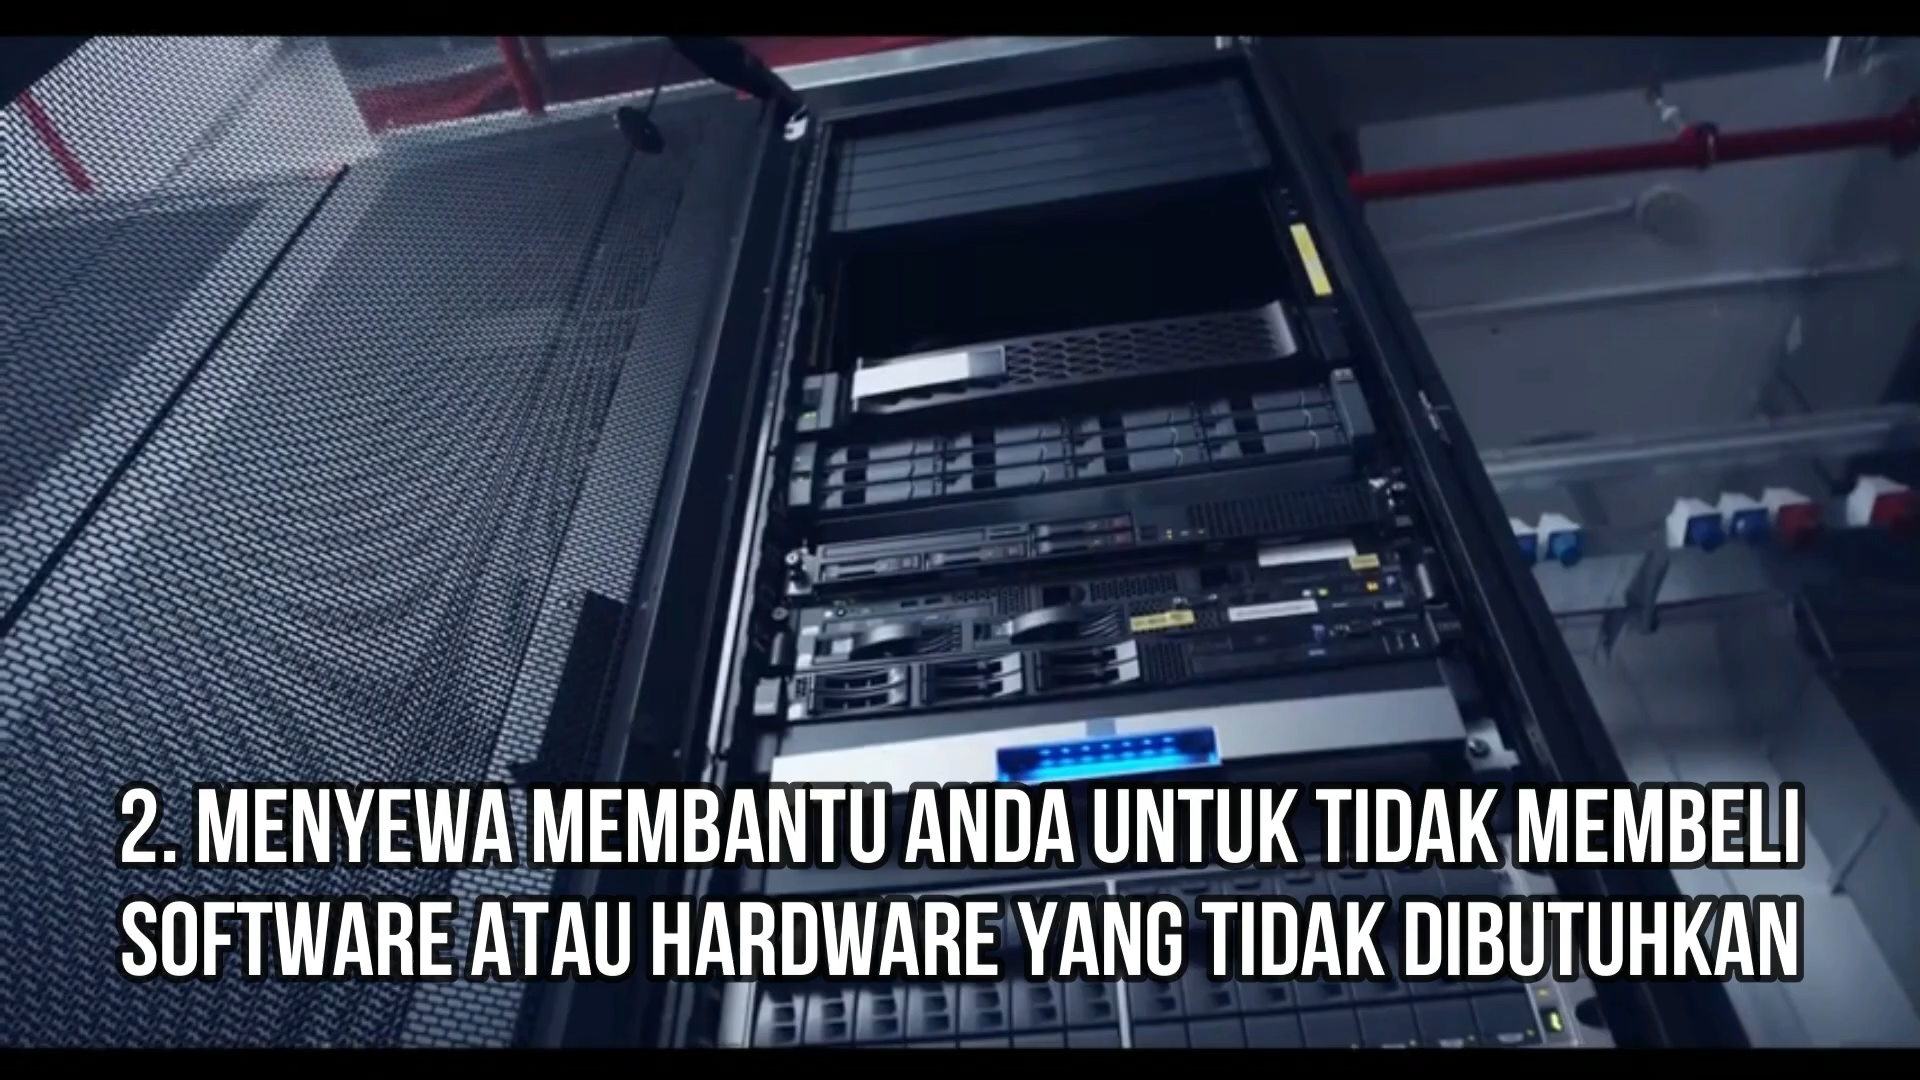 2. MENYEWA MEMBANTU ANDA UNTUK TIDAK MEMBELI
SOFTWARE ATAU HARDWARE YANG TIDAK DIBUTUHKAN